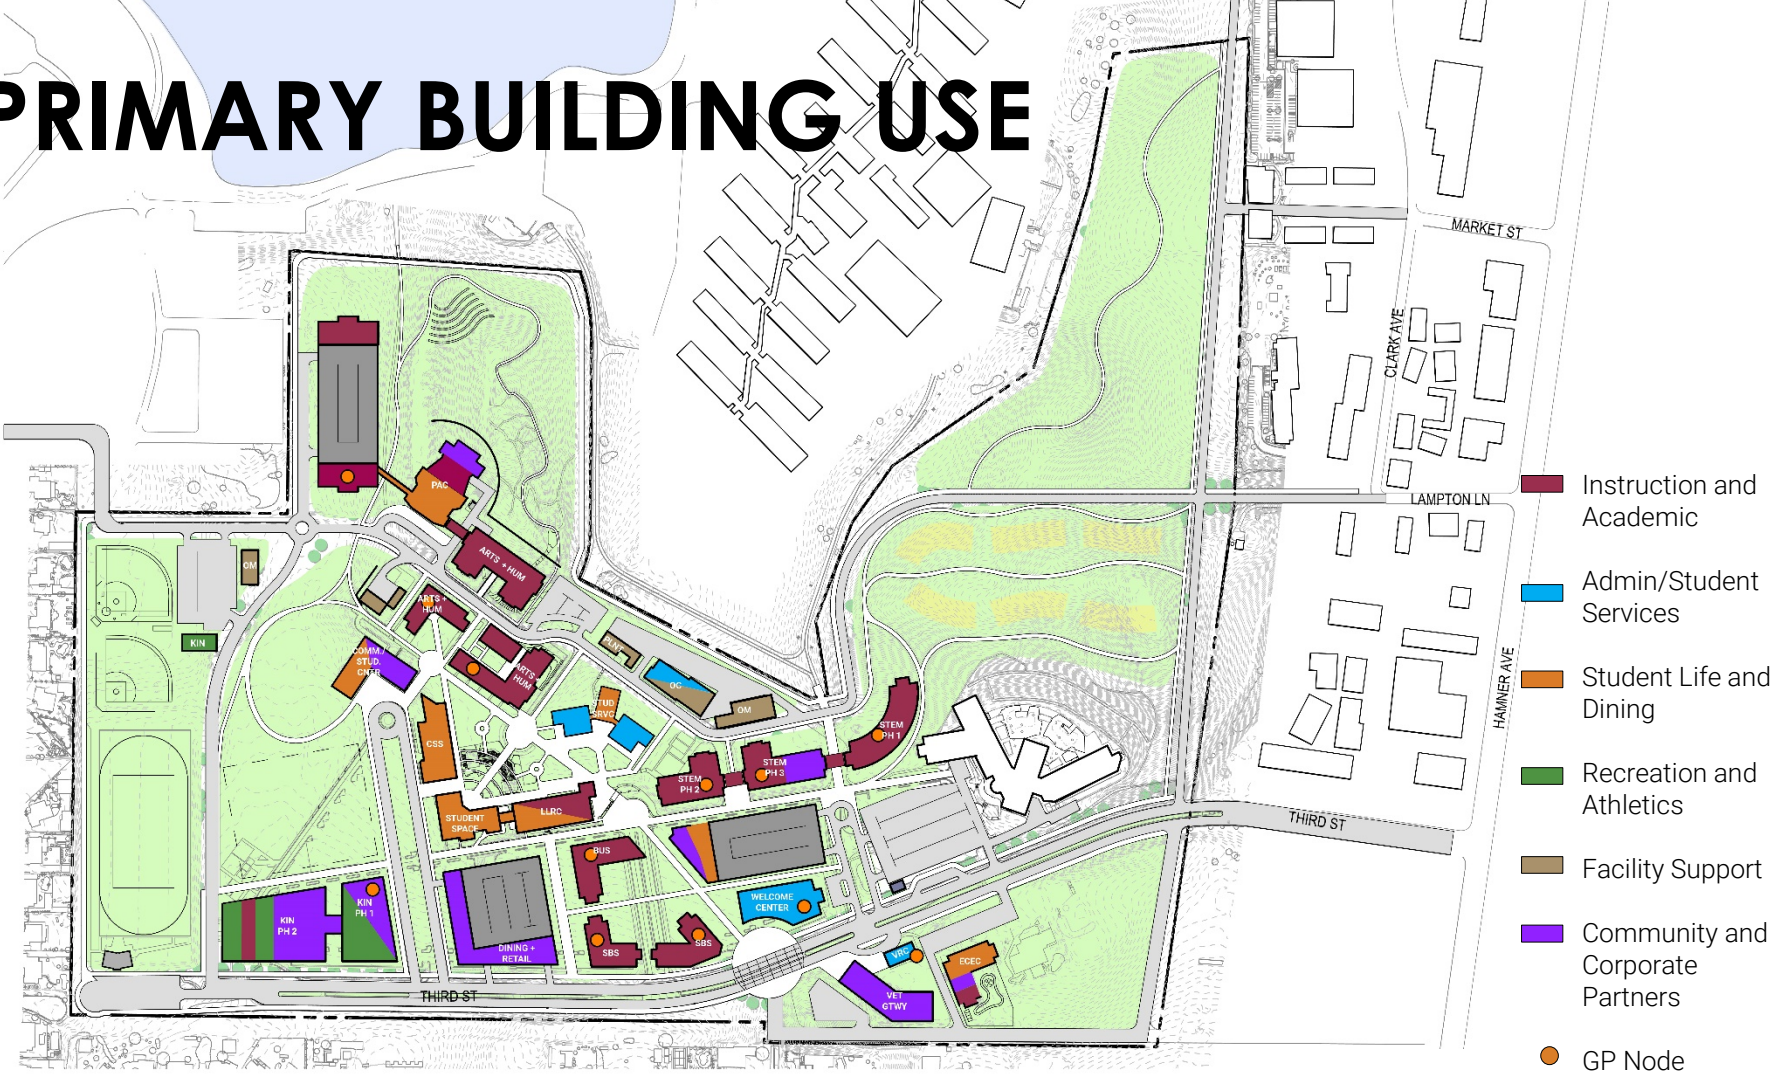 PRIMARY BUILDING USE
MARKET ST
CLARK AVE
LAMPTON LN
HAMNER AVE
THIRD ST
THIRD ST
PAC
ARTS + HUM
OM
ARTS +
HUM
KIN
COMM./
STUD.
CNTR
ARTS +
HUM
PLNT
OC
OM
STUD
SRVC
CSS
STEM
PH 1
STEM
PH 3
STEM
PH 2
LLRC
STUDENT
SPACE
BUS
WELCOME
CENTER
KIN
PH 1
KIN
PH 2
DINING +
RETAIL
SBS
SBS
VRC
ECEC
VET
GTWY
Instruction and
Academic
Admin/Student
Services
Student Life and
Dining
Recreation and
Athletics
Facility Support
Community and
Corporate
Partners
GP Node